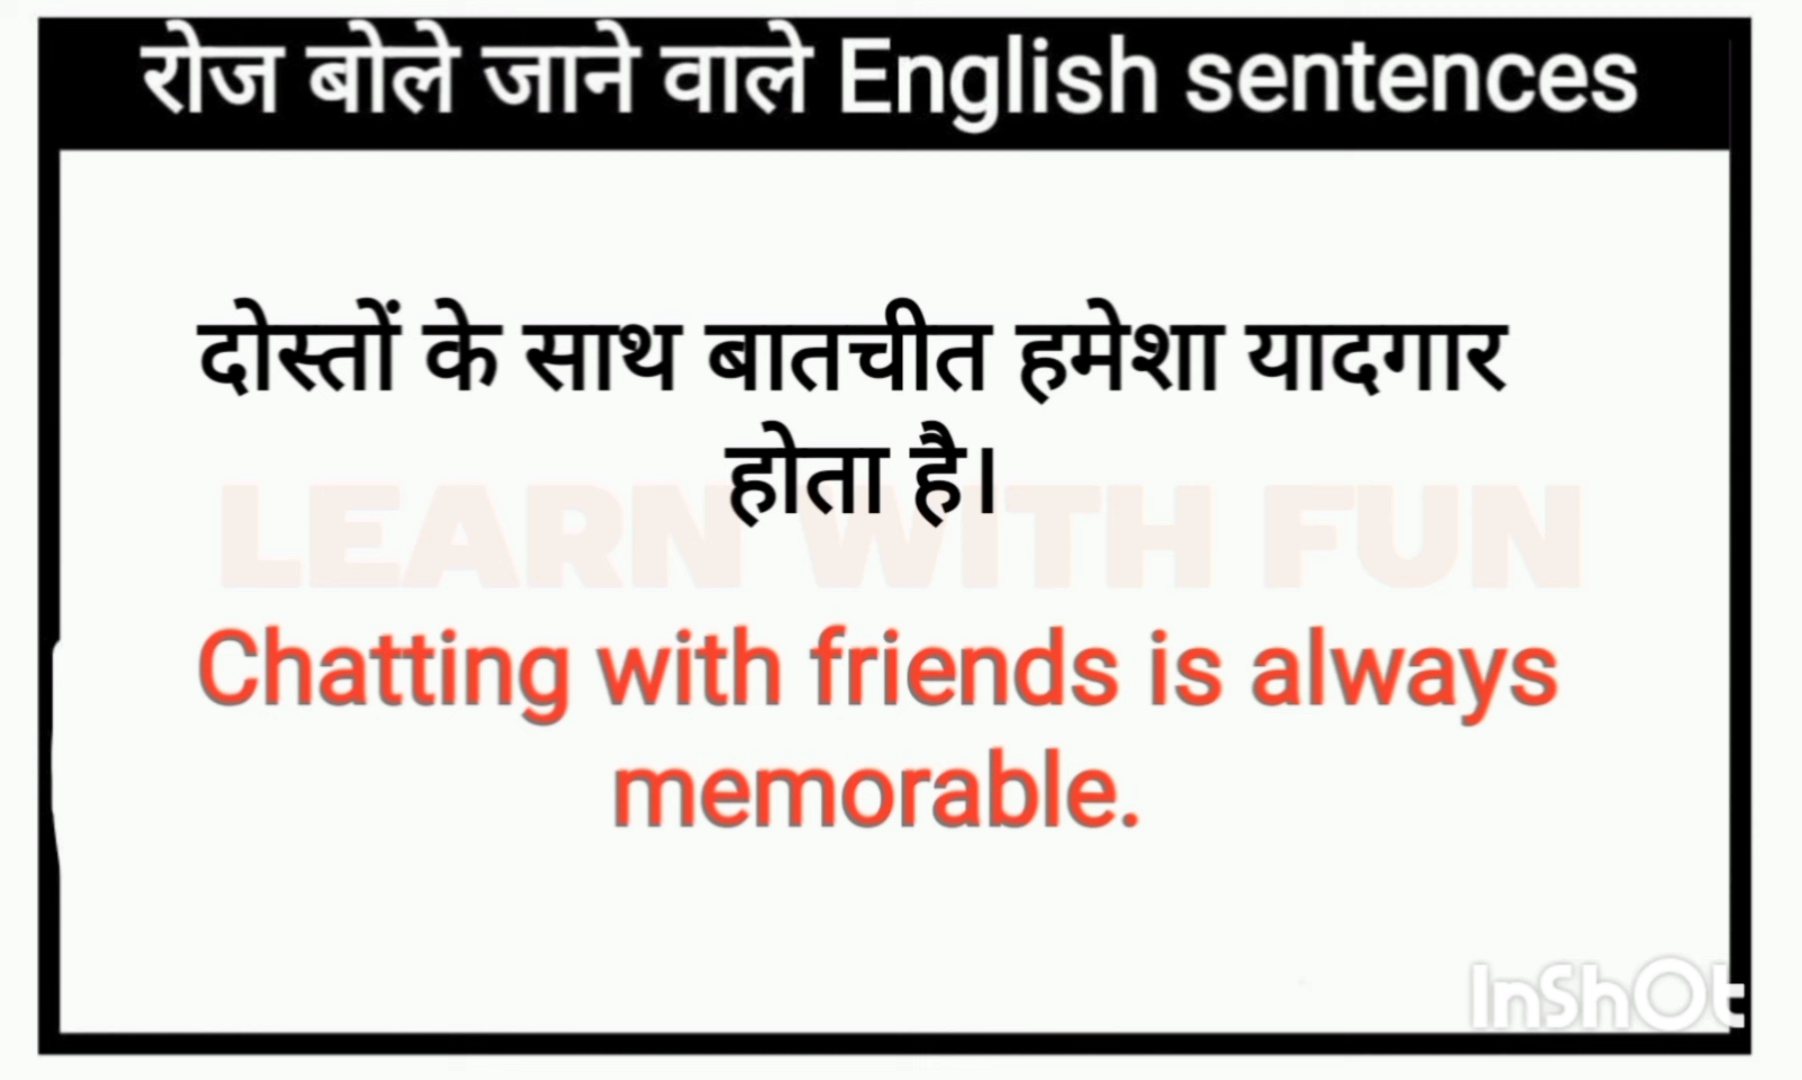 रोज बोले जाने वाले English sentences
दोस्तों के साथ बातचीत हमेशा यादगार
होता है।
LEARN WITH FUN
Chatting with friends is always
memorable.
InShOt